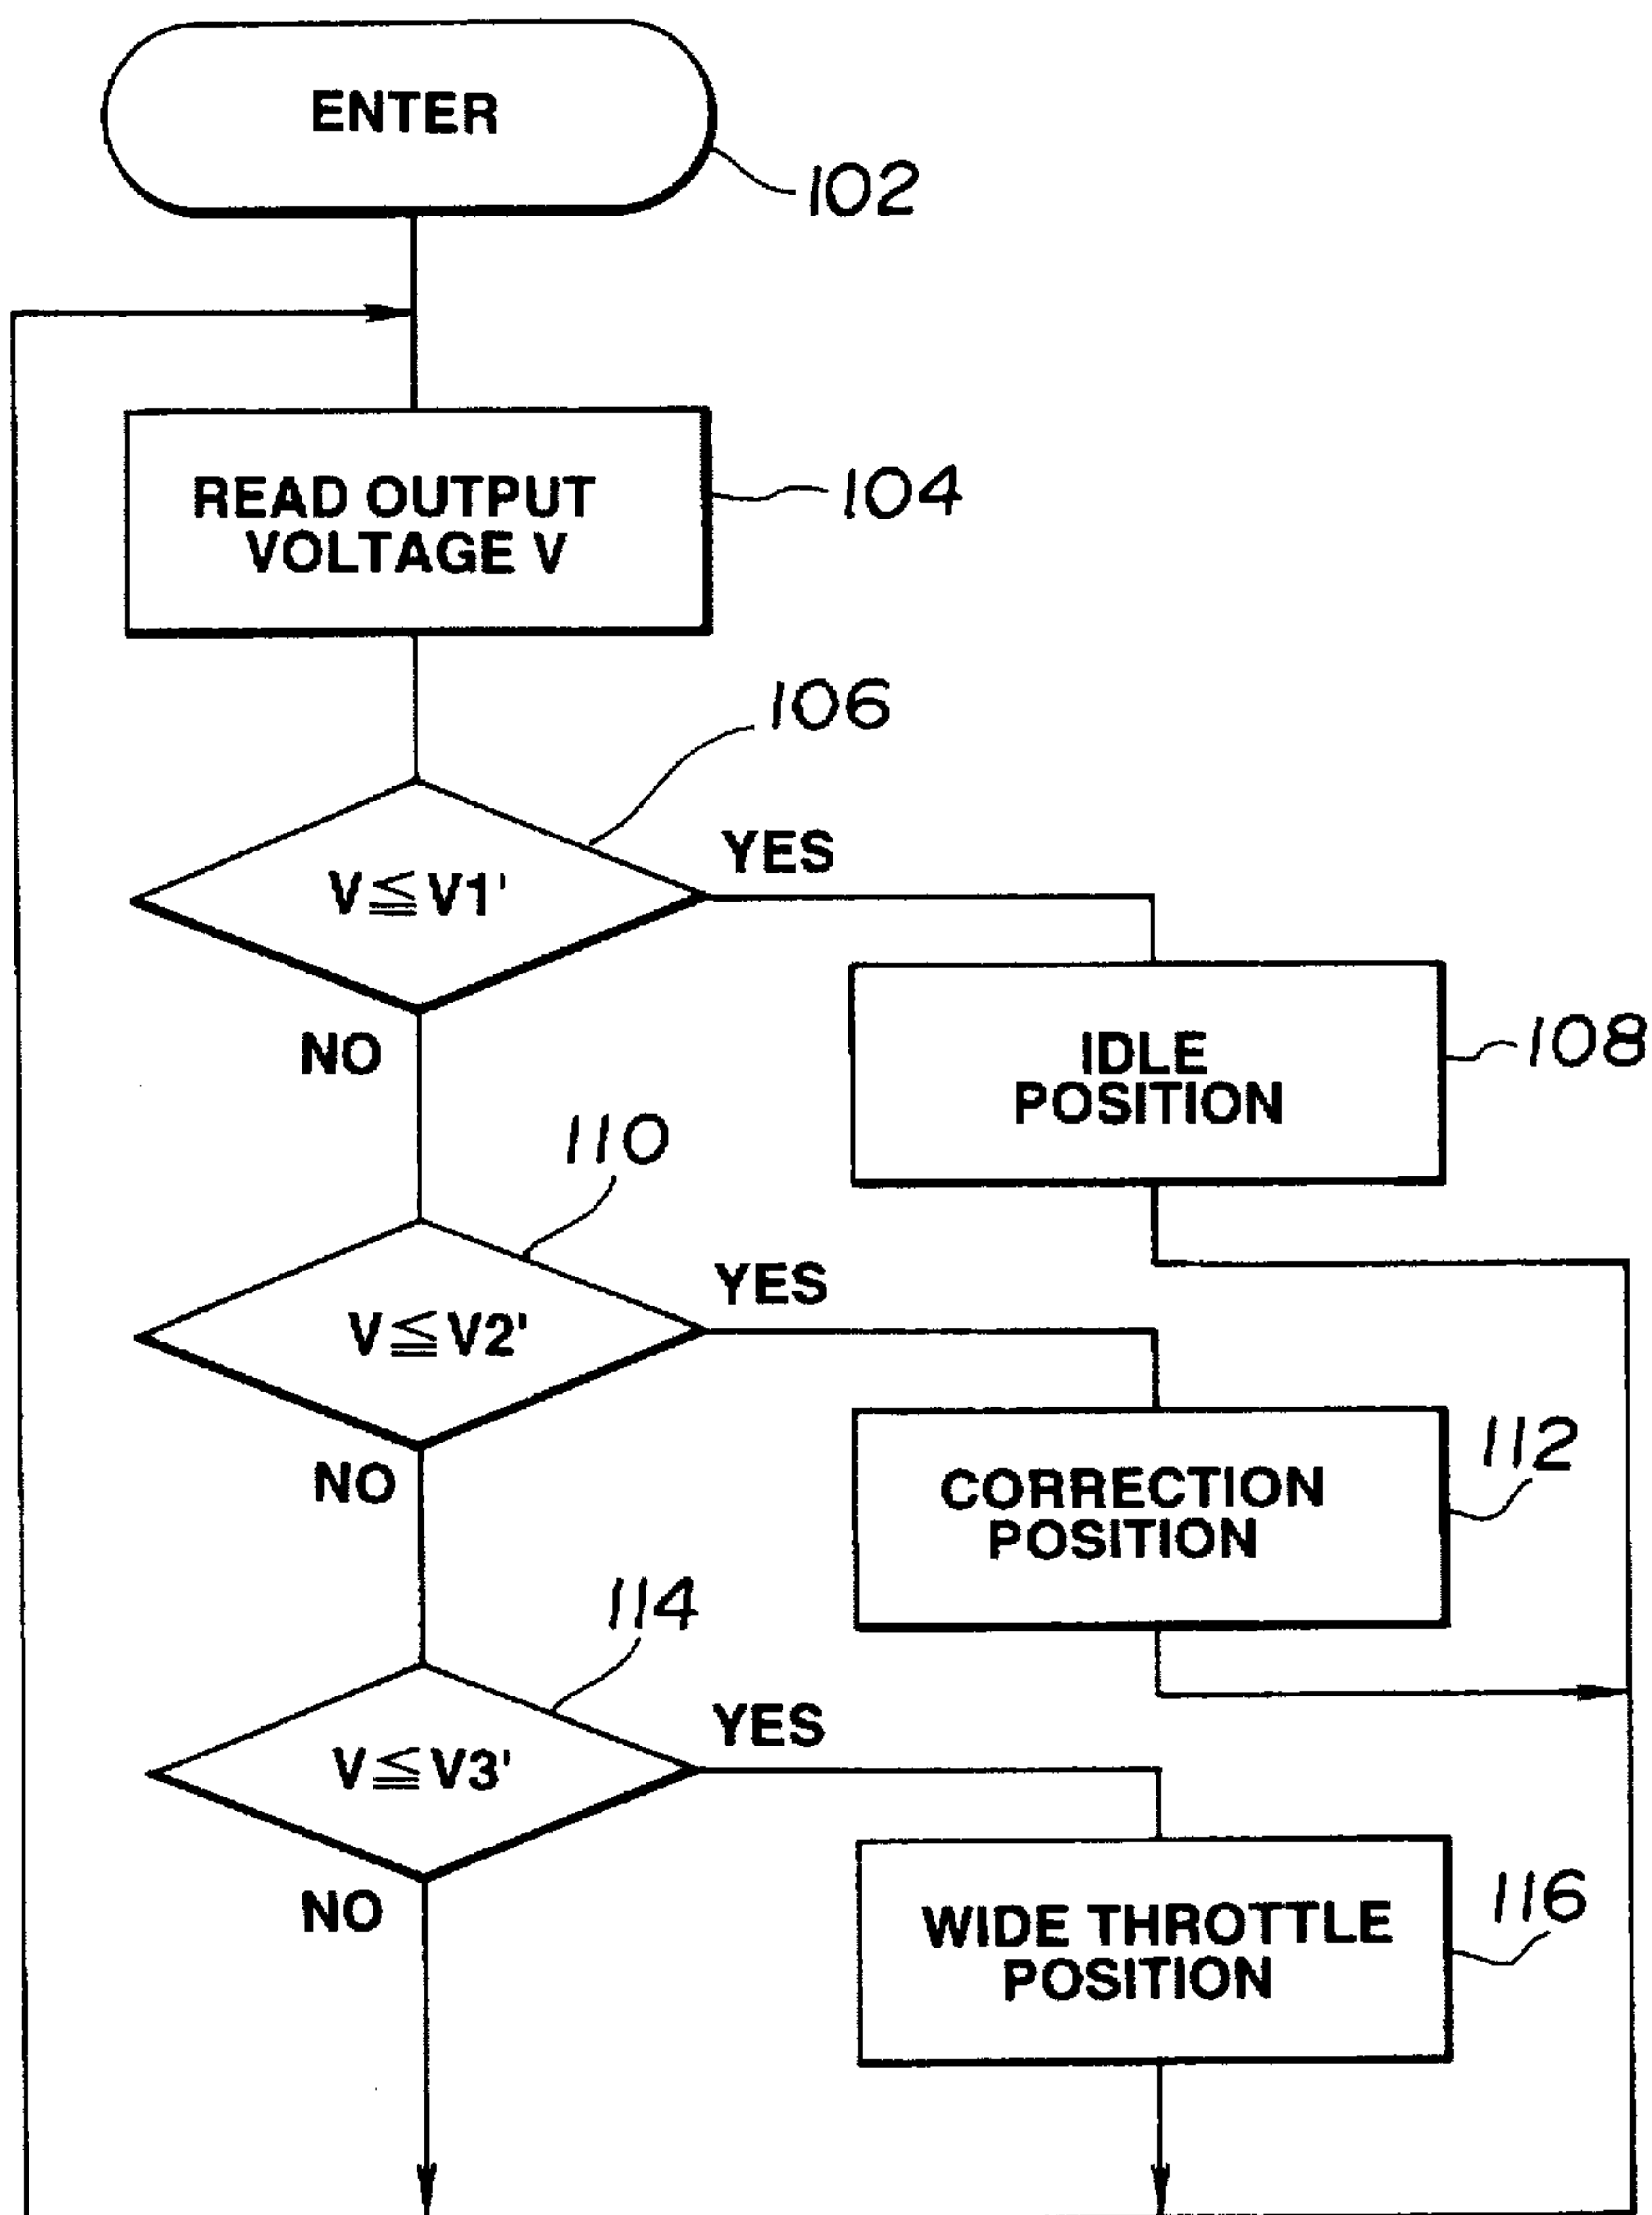 ENTER
102
READ OUTPUT
VOLTAGE V
104
106
V≦V1'
YES
NO
IDLE
POSITION
108
110
V≦V2'
YES
NO
CORRECTION
POSITION
112
114
V≦V3'
YES
NO
WIDE THROTTLE
POSITION
116